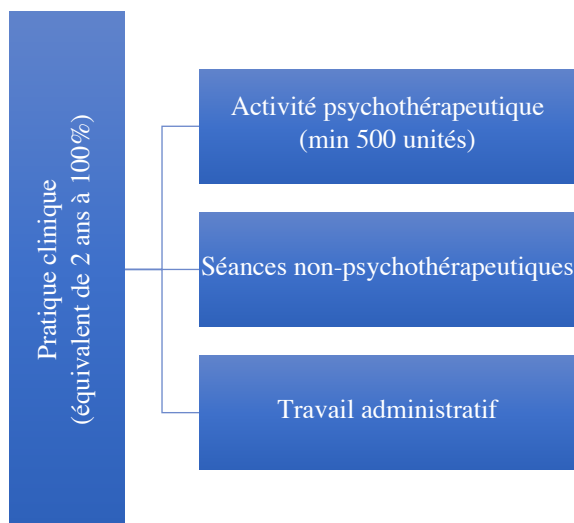 Pratique clinique
(équivalent de 2 ans à 100%)
Activité psychothérapeutique
(min 500 unités)
Séances non-psychothérapeutiques
Travail administratif